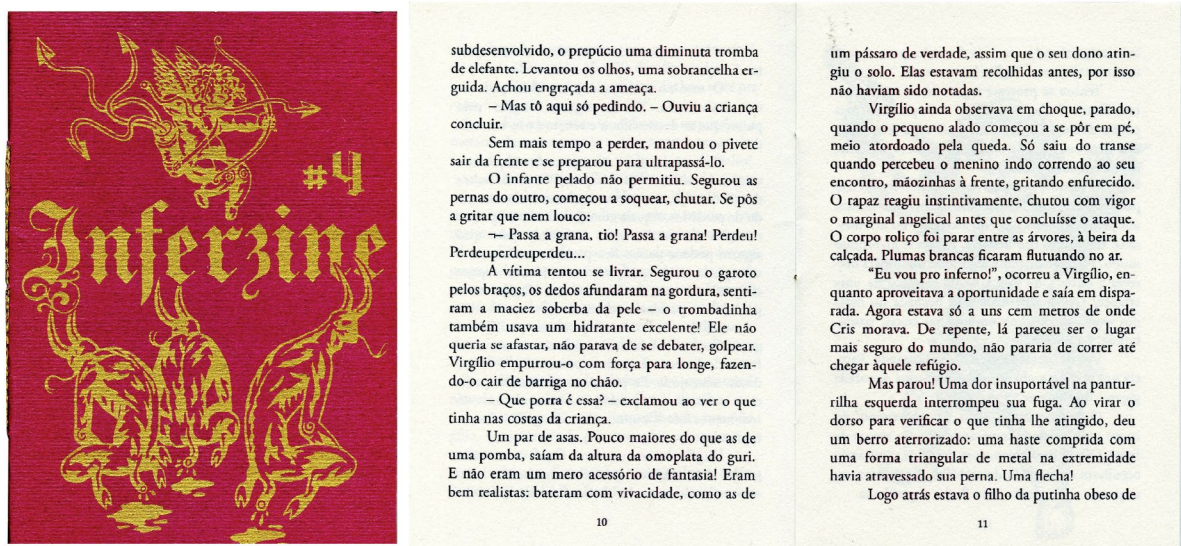 #4
Inferzine
subdesenvolvido, o prepúcio uma diminuta tromba
de elefante. Levantou os olhos, uma sobrancelha er-
guida. Achou engraçada a ameaça.
– Mas tô aqui só pedindo. – Ouviu a criança
concluir.
Sem mais tempo a perder, mandou o pivete
sair da frente e se preparou para ultrapassá-lo.
O infante pelado não permitiu. Segurou as
pernas do outro, começou a soquear, chutar. Se pôs
a gritar que nem louco:
– Passa a grana, tio! Passa a grana! Perdeu!
Perdeuperdeuperdeu...
A vítima tentou se livrar. Segurou o garoto
pelos braços, os dedos afundaram na gordura, senti-
ram a maciez soberba da pele – o trombadinha
também usava um hidratante excelente! Ele não
queria se afastar, não parava de se debater, golpear.
Virgílio empurrou-o com força para longe, fazen-
do-o cair de barriga no chão.
– Que porra é essa? – exclamou ao ver o que
tinha nas costas da criança.
Um par de asas. Pouco maiores do que as de
uma pomba, saíam da altura da omoplata do guri.
E não eram um mero acessório de fantasia! Eram
bem realistas: bateram com vivacidade, como as de
10
um pássaro de verdade, assim que o seu dono atin-
giu o solo. Elas estavam recolhidas antes, por isso
não haviam sido notadas.
Virgílio ainda observava em choque, parado,
quando o pequeno alado começou a se pôr em pé,
meio atordoado pela queda. Só saiu do transe
quando percebeu o menino indo correndo ao seu
encontro, mãozinhas à frente, gritando enfurecido.
O rapaz reagiu instintivamente, chutou com vigor
o marginal angelical antes que concluísse o ataque.
O corpo roliço foi parar entre as árvores, à beira da
calçada. Plumas brancas ficaram flutuando no ar.
“Eu vou pro inferno!”, ocorreu a Virgílio, en-
quanto aproveitava a oportunidade e saía em dispa-
rada. Agora estava só a uns cem metros de onde
Cris morava. De repente, lá pareceu ser o lugar
mais seguro do mundo, não pararia de correr até
chegar àquele refúgio.
Mas parou! Uma dor insuportável na pantur-
rilha esquerda interrompeu sua fuga. Ao virar o
dorso para verificar o que tinha lhe atingido, deu
um berro aterrorizado: uma haste comprida com
uma forma triangular de metal na extremidade
havia atravessado sua perna. Uma flecha!
Logo atrás estava o filho da putinha obeso de
11